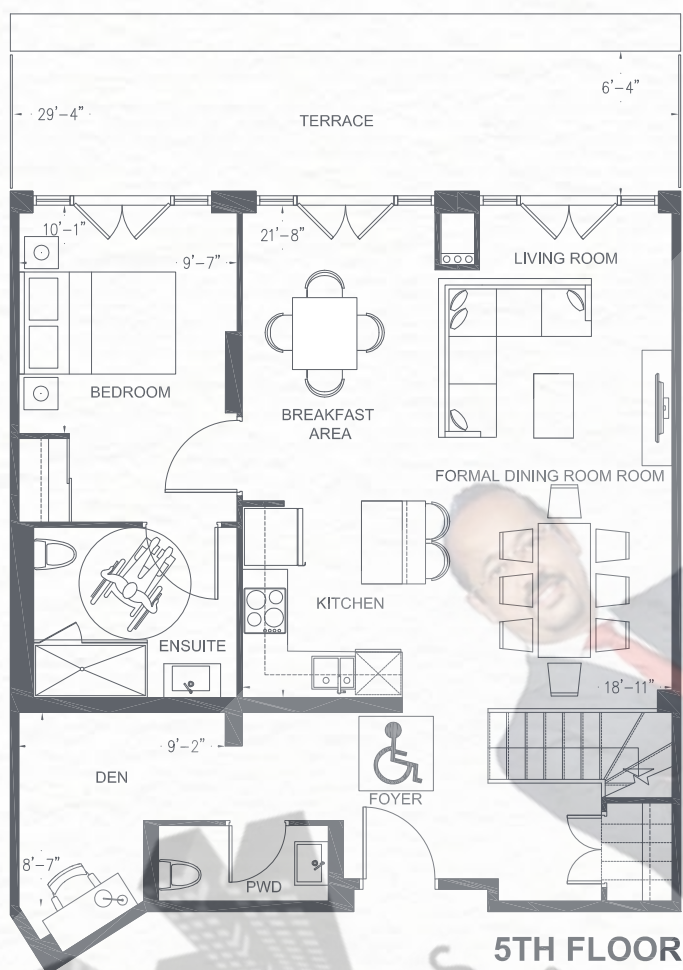 6'-4"
29'-4"
TERRACE
10'-1"
9'-7"
21'-8"
LIVING ROOM
BEDROOM
BREAKFAST
AREA
FORMAL DINING ROOM ROOM
KITCHEN
ENSUITE
18'-11"
9'-2"
DEN
FOYER
8'-7"
PWD
5TH FLOOR